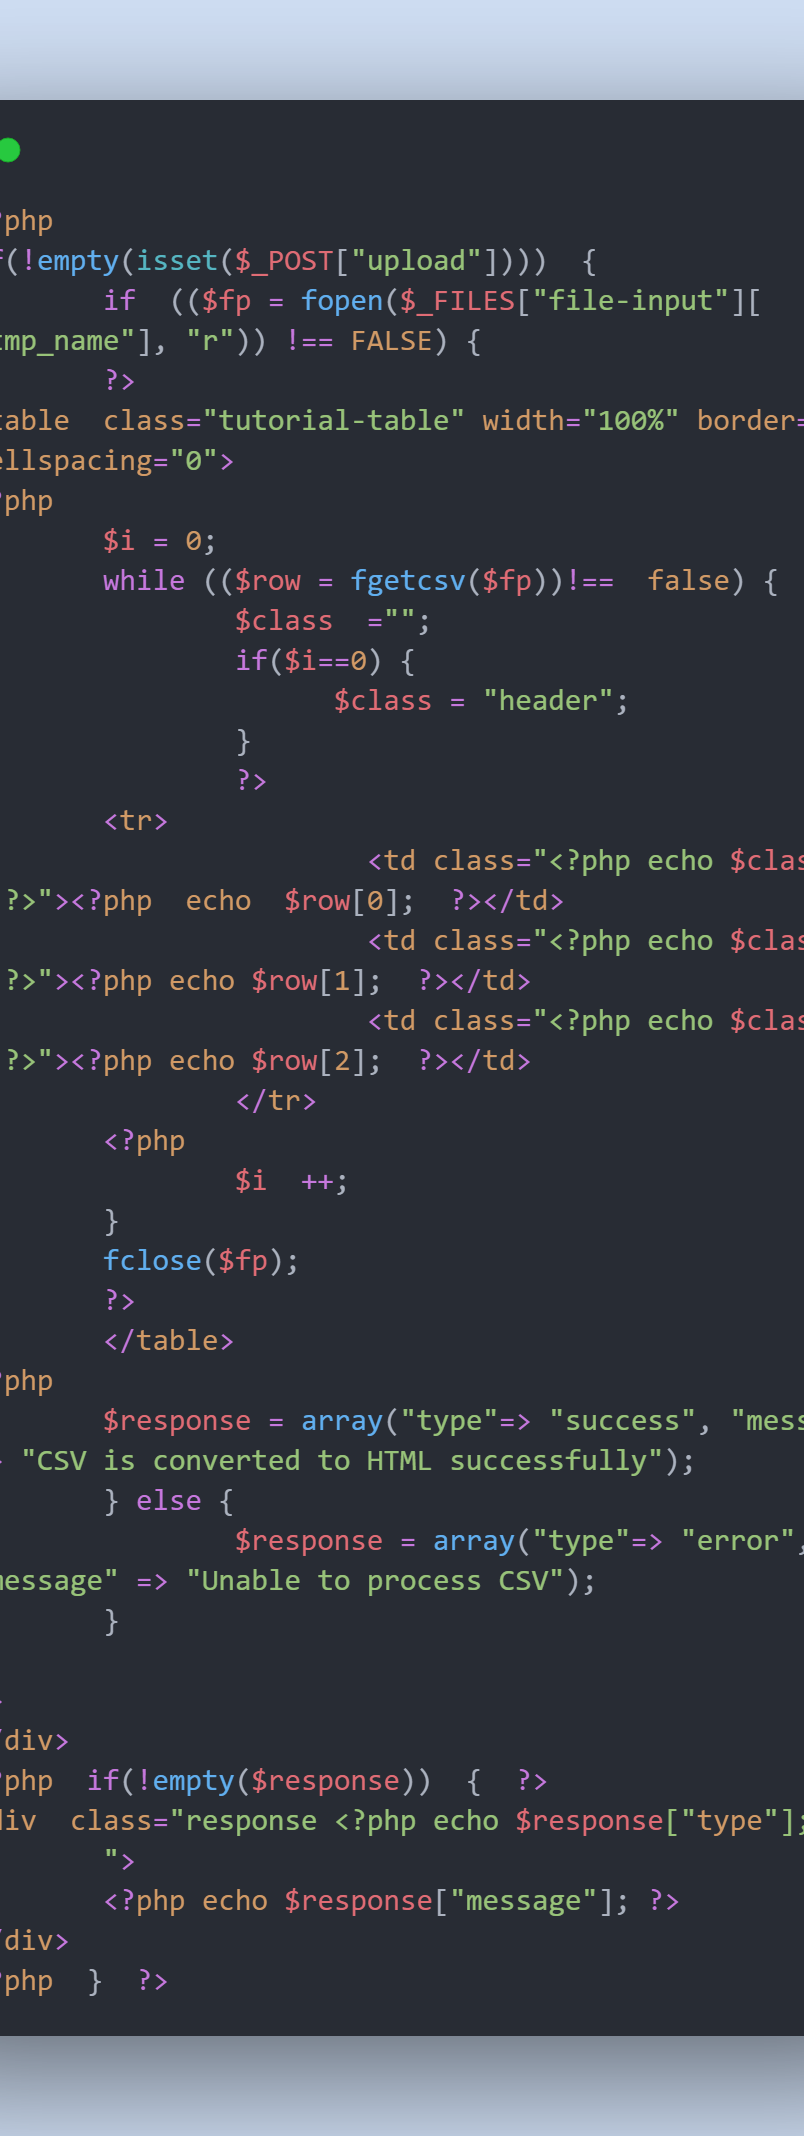 ?php
f(!empty(isset($_POST["upload"])))  {
if  (($fp = fopen($_FILES["file-input"][
tmp_name"], "r")) !== FALSE) {
?>
table  class="tutorial-table" width="100%" border=
ellspacing="0">
?php
$i = 0;
while (($row = fgetcsv($fp))!==  false) {
$class  ="";
if($i==0) {
$class = "header";
}
?>
<tr>
<td class="<?php echo $clas
?>"><?php  echo  $row[0];  ?></td>
<td class="<?php echo $clas
?>"><?php echo $row[1];  ?></td>
<td class="<?php echo $clas
?>"><?php echo $row[2];  ?></td>
</tr>
<?php
$i  ++;
}
fclose($fp);
?>
</table>
?php
$response = array("type"=> "success", "mess
> "CSV is converted to HTML successfully");
} else {
$response = array("type"=> "error",
message" => "Unable to process CSV");
}
>
/div>
?php  if(!empty($response))  {  ?>
div  class="response <?php echo $response["type"];
">
<?php echo $response["message"]; ?>
/div>
?php  }  ?>